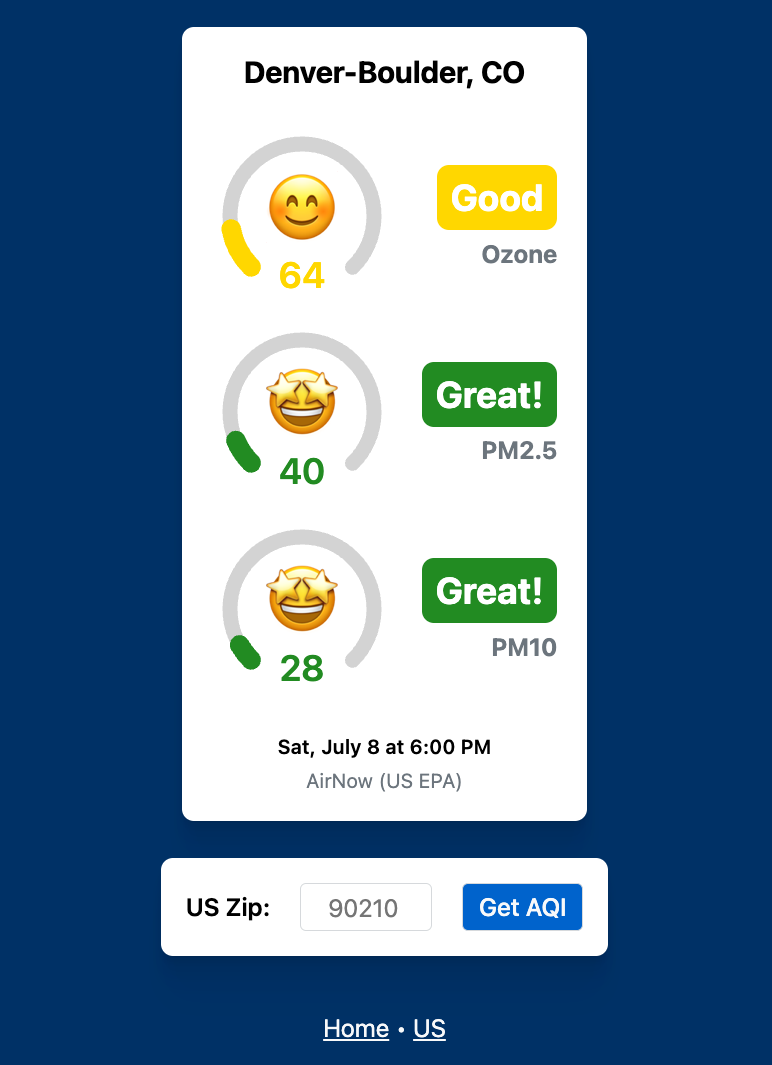 Denver-Boulder, CO
Good
64
Ozone
Great!
40
PM2.5
Great!
28
PM10
Sat, July 8 at 6:00 PM
AirNow (US EPA)
US Zip: 90210 Get AQI
Home • US